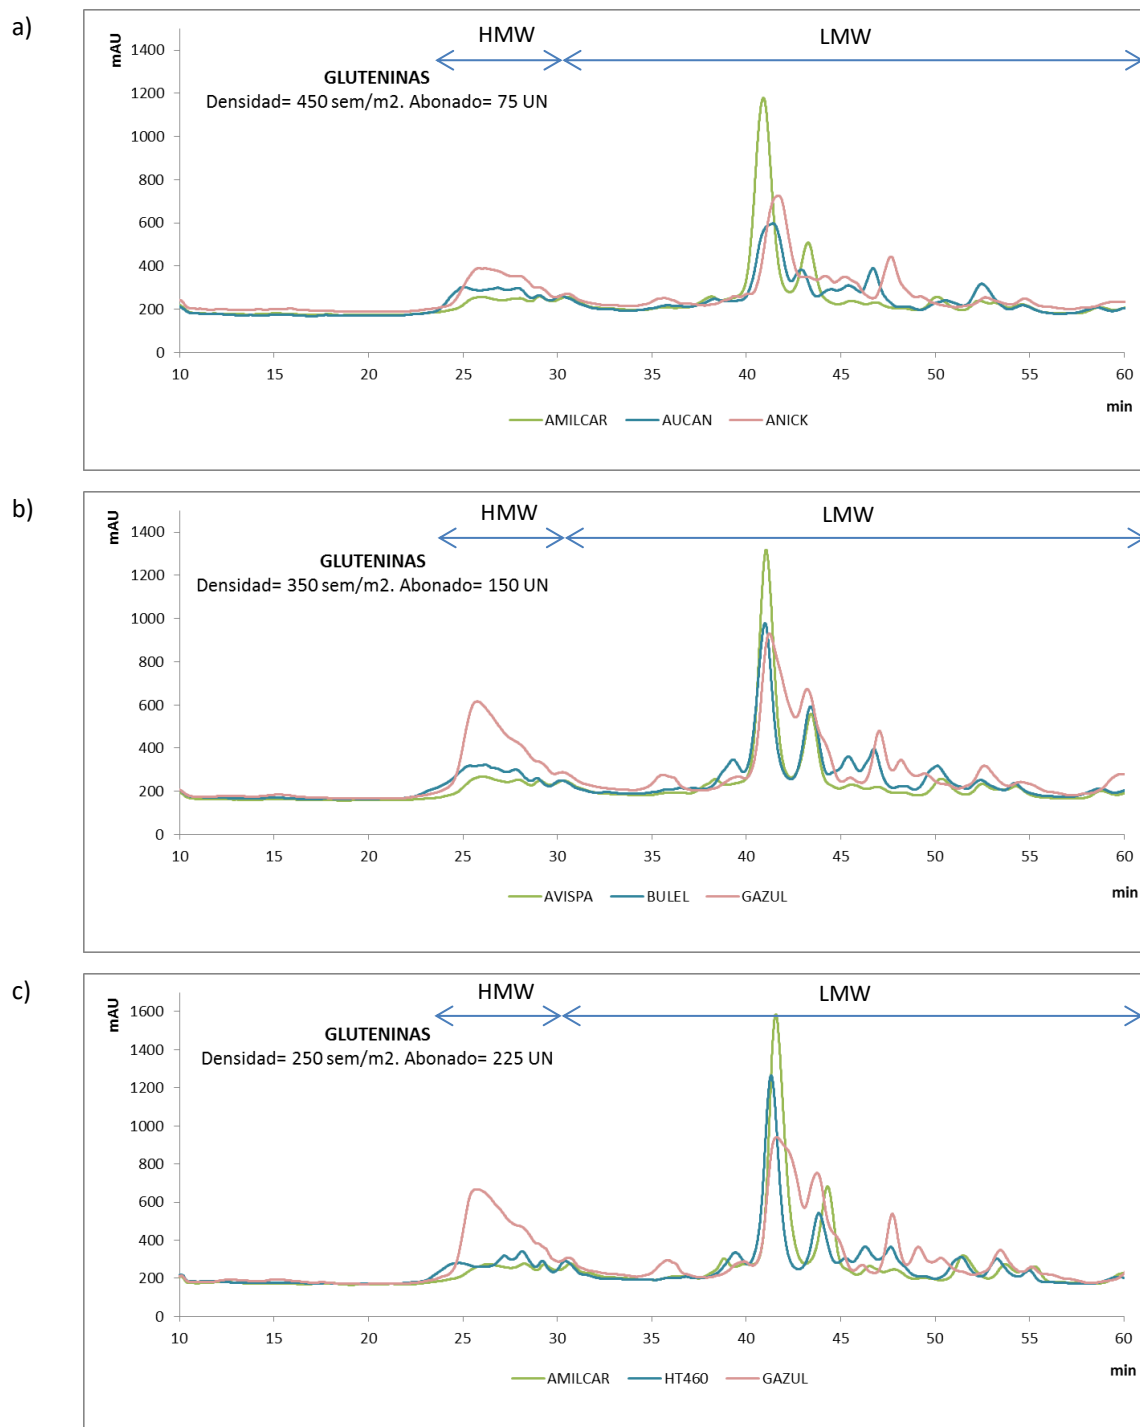 a)
mAU
HMW
LMW
GLUTENINAS
Densidad= 450 sem/m2. Abonado= 75 UN
1400
1200
1000
800
600
400
200
0
10 15 20 25 30 35 40 45 50 55 60
min
AMILCAR AUCAN ANICK
b)
mAU
HMW
LMW
GLUTENINAS
Densidad= 350 sem/m2. Abonado= 150 UN
1400
1200
1000
800
600
400
200
0
10 15 20 25 30 35 40 45 50 55 60
min
AVISPA BULEL GAZUL
c)
mAU
HMW
LMW
GLUTENINAS
Densidad= 250 sem/m2. Abonado= 225 UN
1600
1400
1200
1000
800
600
400
200
0
10 15 20 25 30 35 40 45 50 55 60
min
AMILCAR HT460 GAZUL